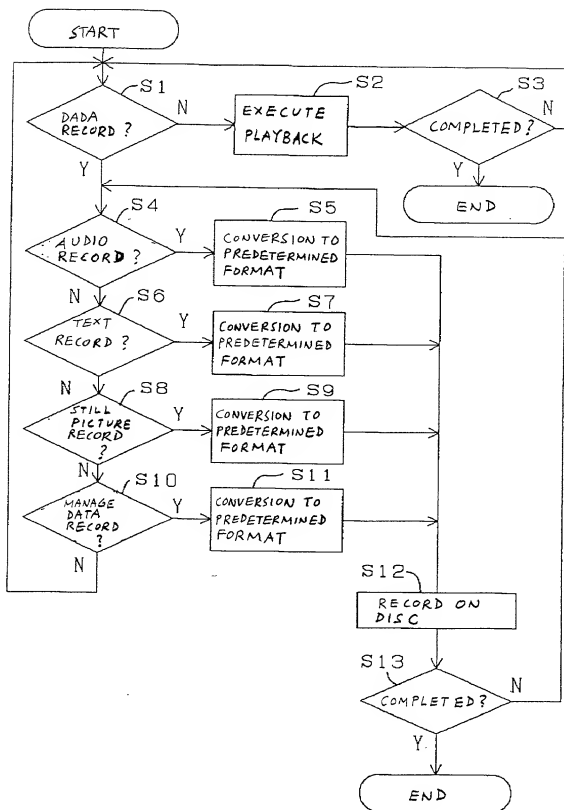 START
S1
DADA
RECORD ?
N
Y
S2
EXECUTE
PLAYBACK
S3
COMPLETED ?
N
Y
END
S4
AUDIO
RECORD ?
Y
N
S5
CONVERSION TO
PREDETERMINED
FORMAT
S6
TEXT
RECORD ?
Y
N
S7
CONVERSION TO
PREDETERMINED
FORMAT
S8
STILL
PICTURE
RECORD
?
Y
N
S9
CONVERSION TO
PREDETERMINED
FORMAT
S10
MANAGE
DATA
RECORD
?
Y
N
S11
CONVERSION TO
PREDETERMINED
FORMAT
S12
RECORD ON
DISC
S13
COMPLETED ?
N
Y
END